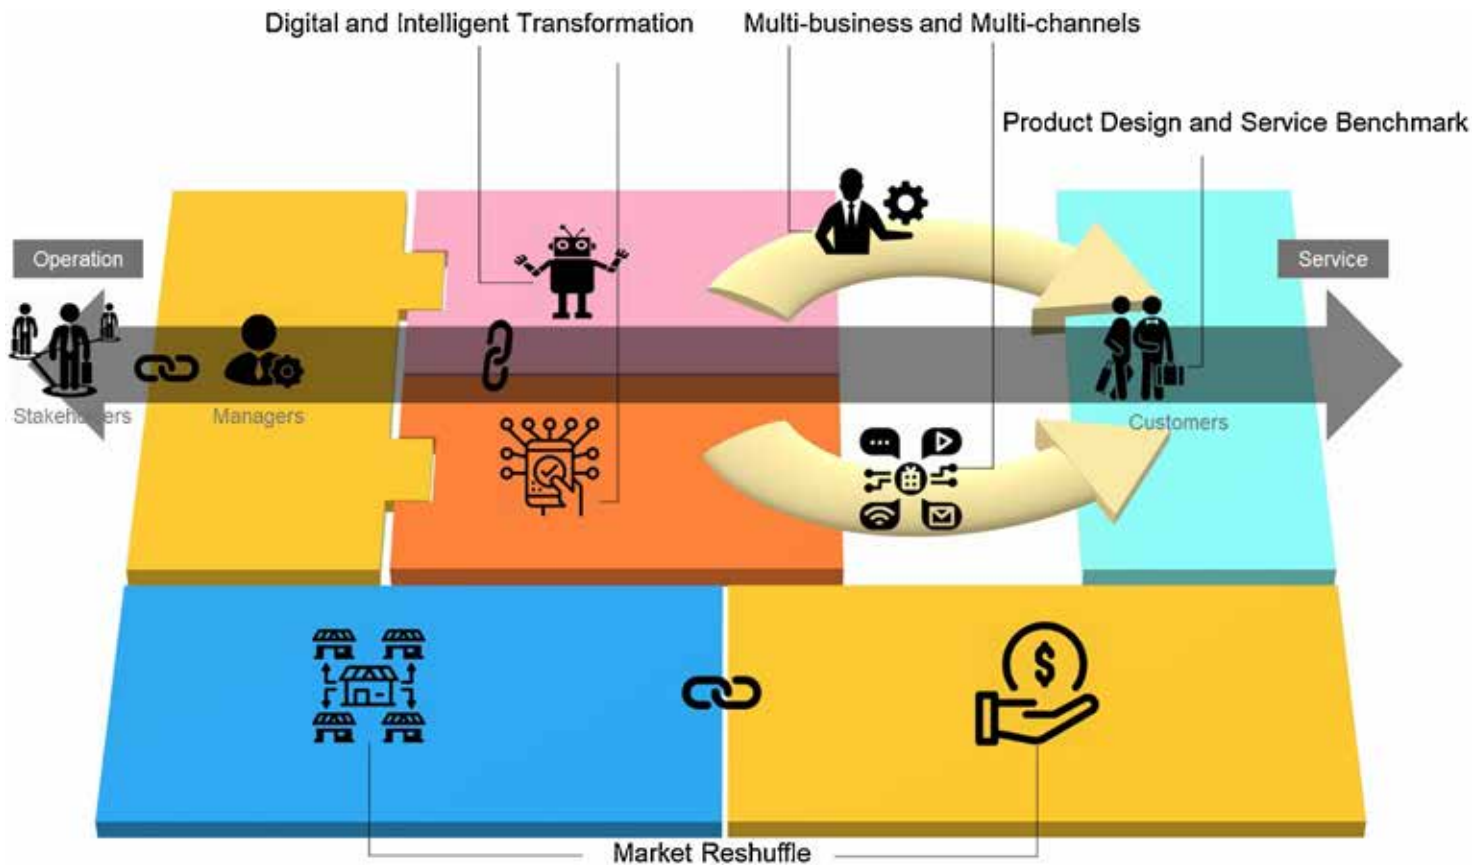 Digital and Intelligent Transformation
Multi-business and Multi-channels
Product Design and Service Benchmark
Operation
Service
Stakeholders
Managers
Customers
$
Market Reshuffle